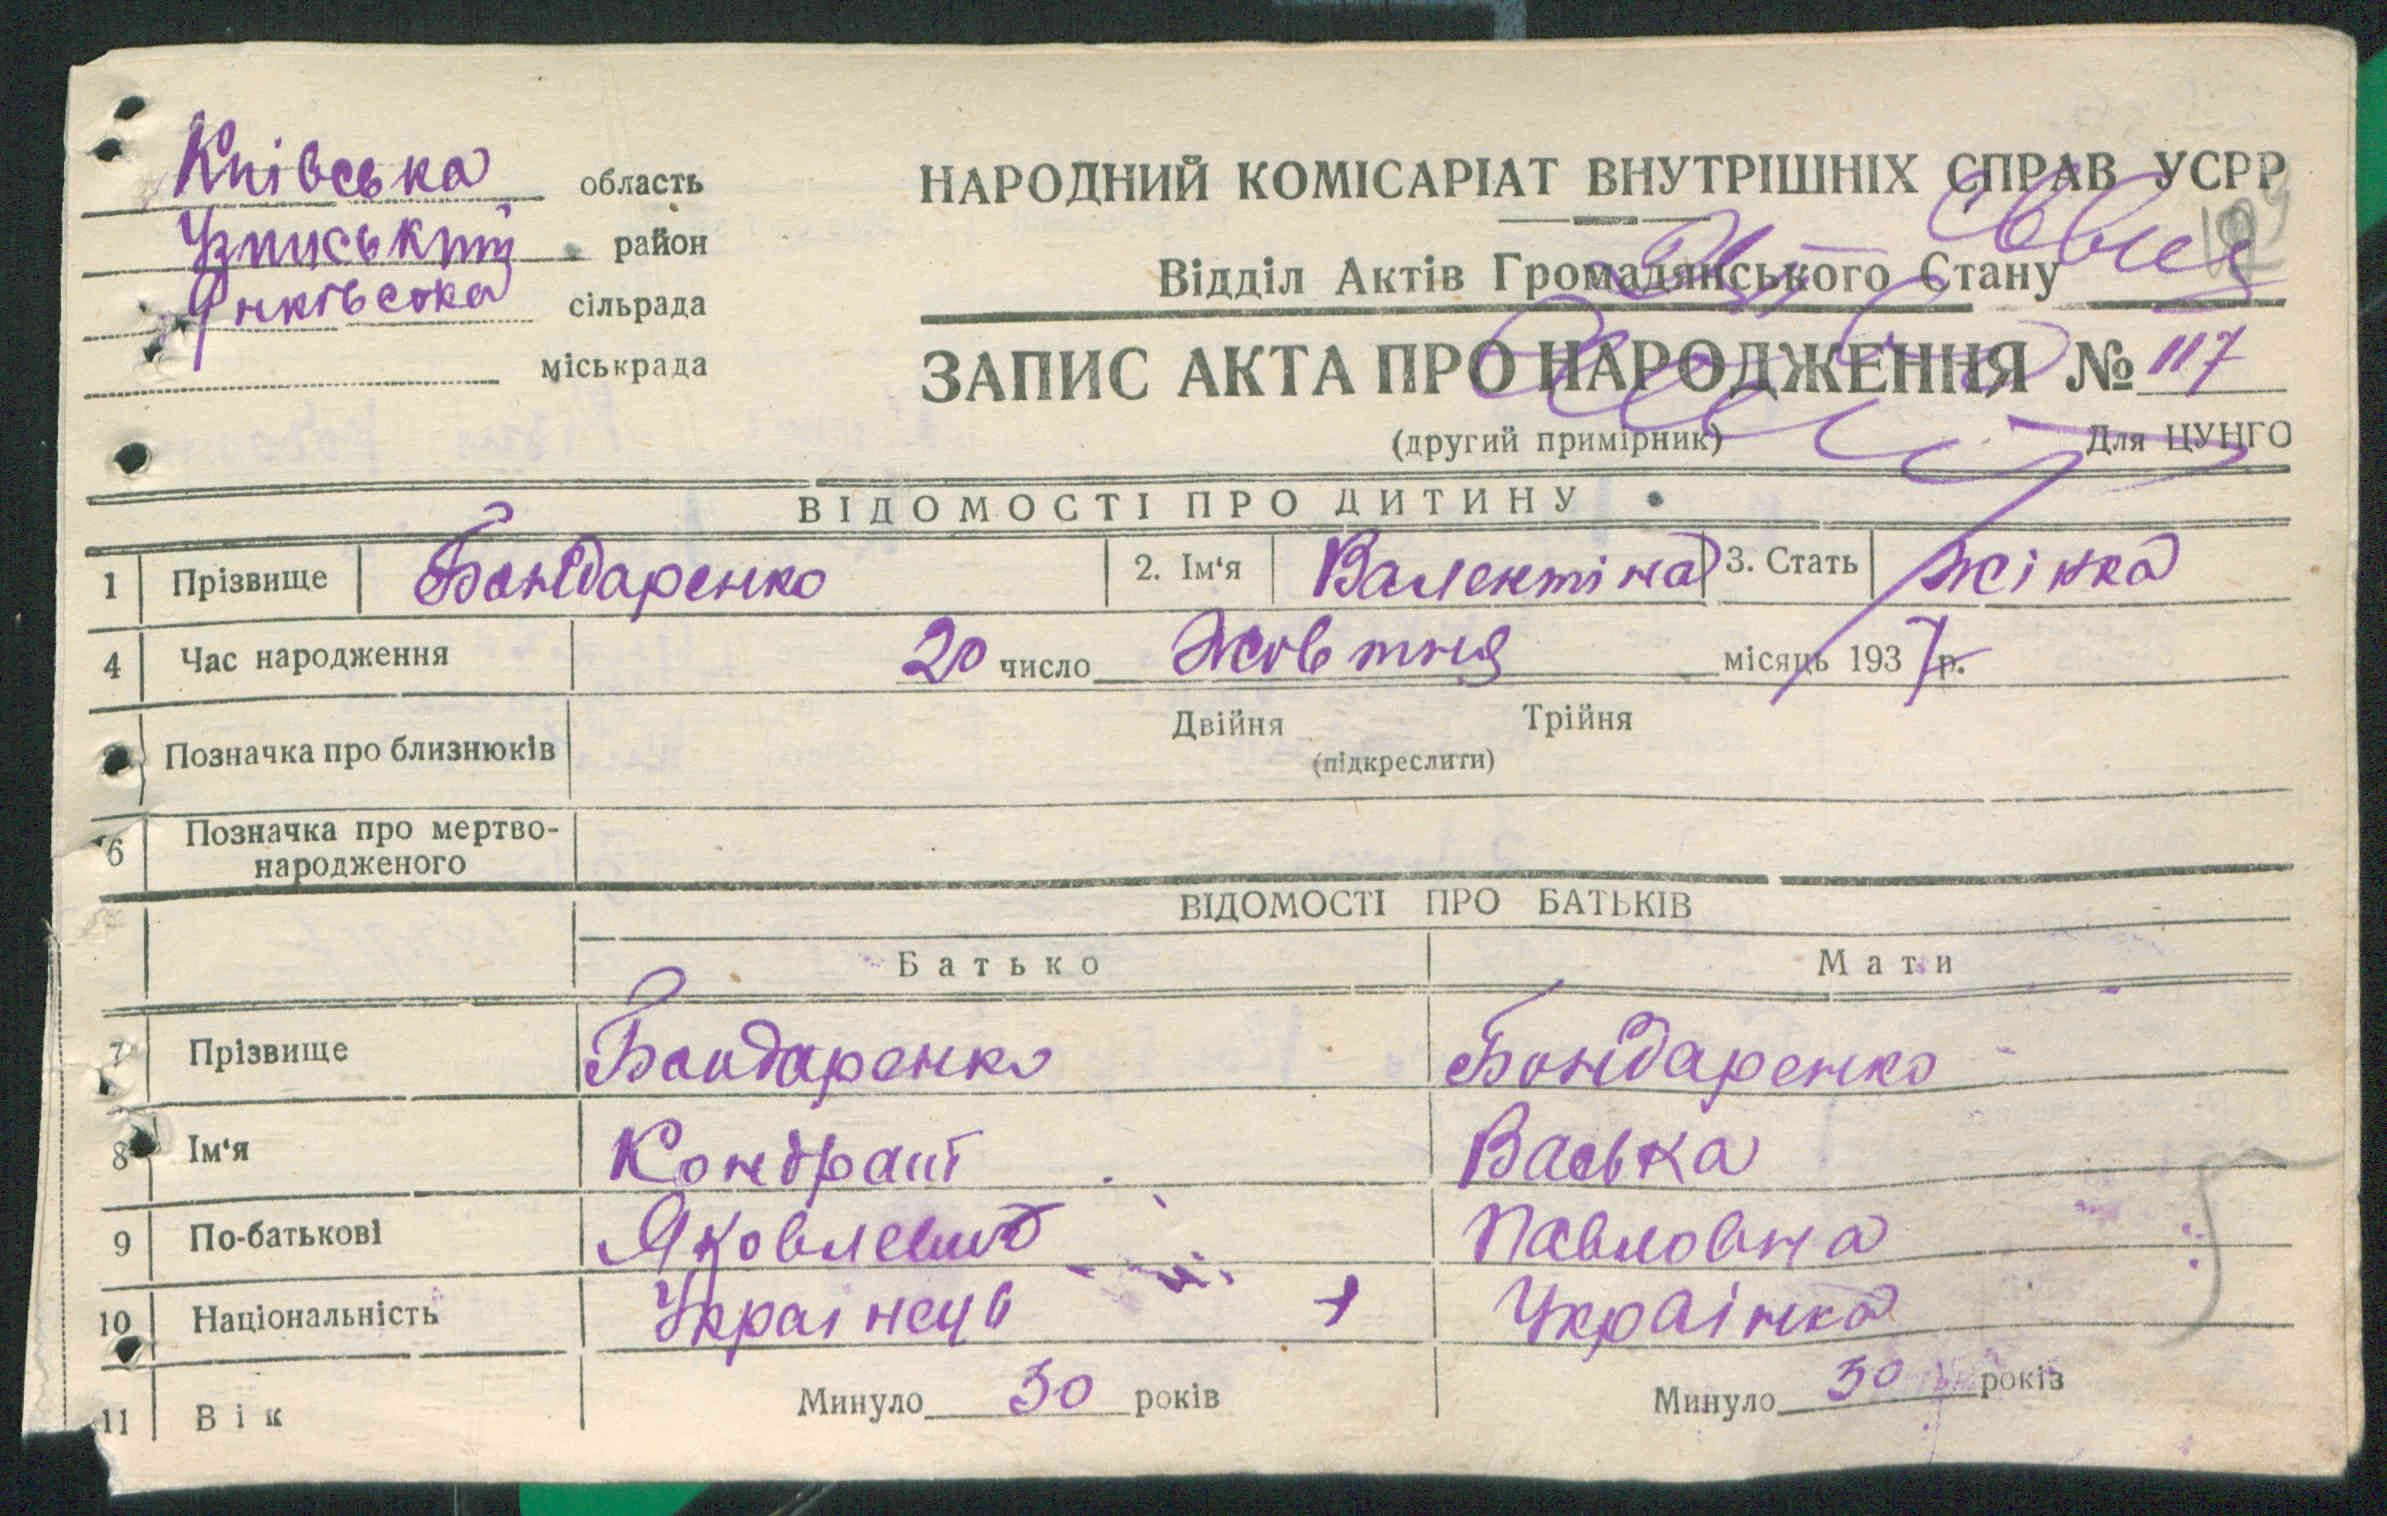 Київська область
район
Янківська сільрада
міськрада
НАРОДНИЙ КОМІСАРІАТ ВНУТРІШНІХ СПРАВ УСРР
Відділ Актів Громадянського Стану
ЗАПИС АКТА ПРО НАРОДЖЕННЯ № 117
(другий примірник) Для ЦУНГО
ВІДОМОСТІ ПРО ДИТИНУ
1 Прізвище Бондаренко 2. Ім'я Валентіна 3. Стать жінка
4 Час народження 20 число Жовтня місяць 1937 р.
Позначка про близнюків Двійня Трійня
(підкреслити)
6 Позначка про мертво-
народженого
ВІДОМОСТІ ПРО БАТЬКІВ
Батько Мати
7 Прізвище Бондаренко Бондаренко
8 Ім'я Кондрат Васька
9 По-батькові Яковлевич Павловна
10 Національність Українець Українка
11 Вік Минуло 30 років Минуло 30 років